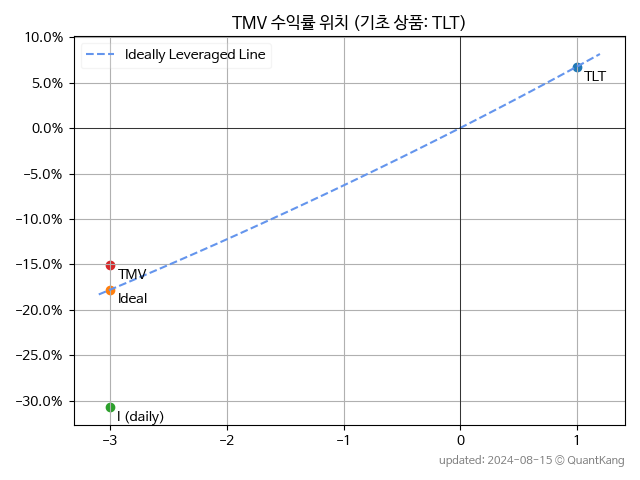 TMV 수익률 위치 (기초 상품: TLT)
10.0%
Ideally Leveraged Line
TLT
5.0%
0.0%
-5.0%
-10.0%
-15.0%
TMV
Ideal
-20.0%
-25.0%
-30.0%
I (daily)
-3 -2 -1 0 1
updated: 2024-08-15 © QuantKang